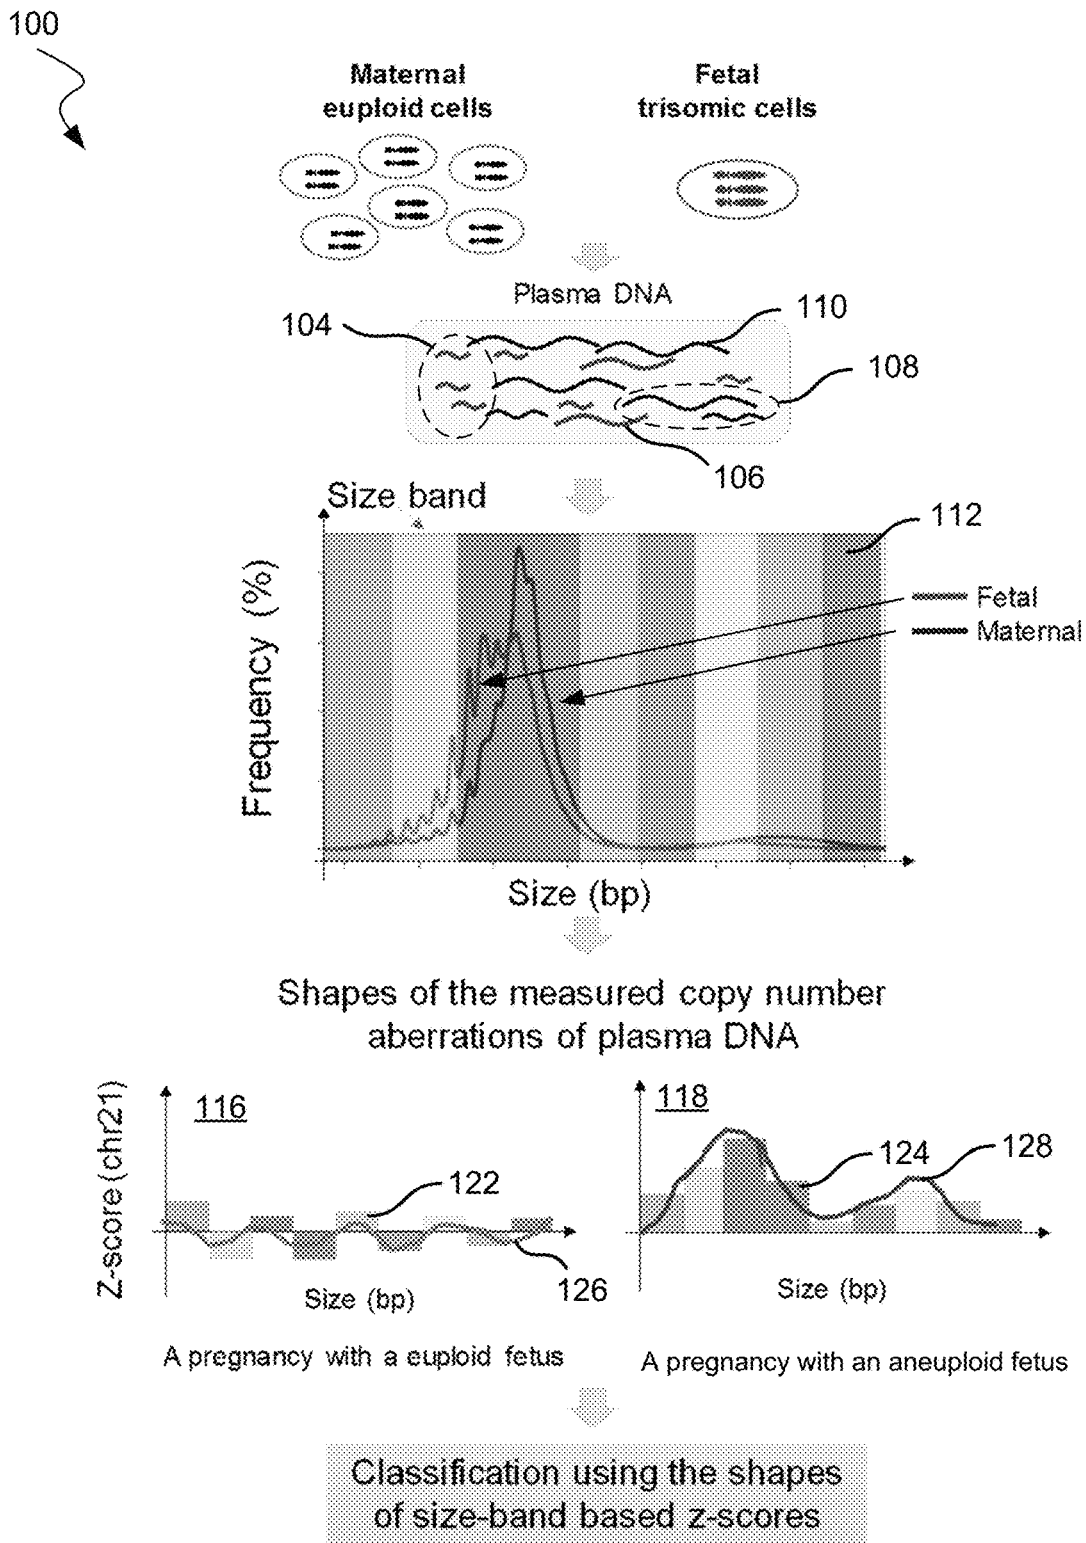 100
Maternal
euploid cells
Fetal
trisomic cells
Plasma DNA
104
110
108
106
Size band
112
Frequency (%)
Fetal
Maternal
Size (bp)
Shapes of the measured copy number
aberrations of plasma DNA
Z-score (chr21)
116
122
126
Size (bp)
A pregnancy with a euploid fetus
118
124
128
Size (bp)
A pregnancy with an aneuploid fetus
Classification using the shapes
of size-band based z-scores